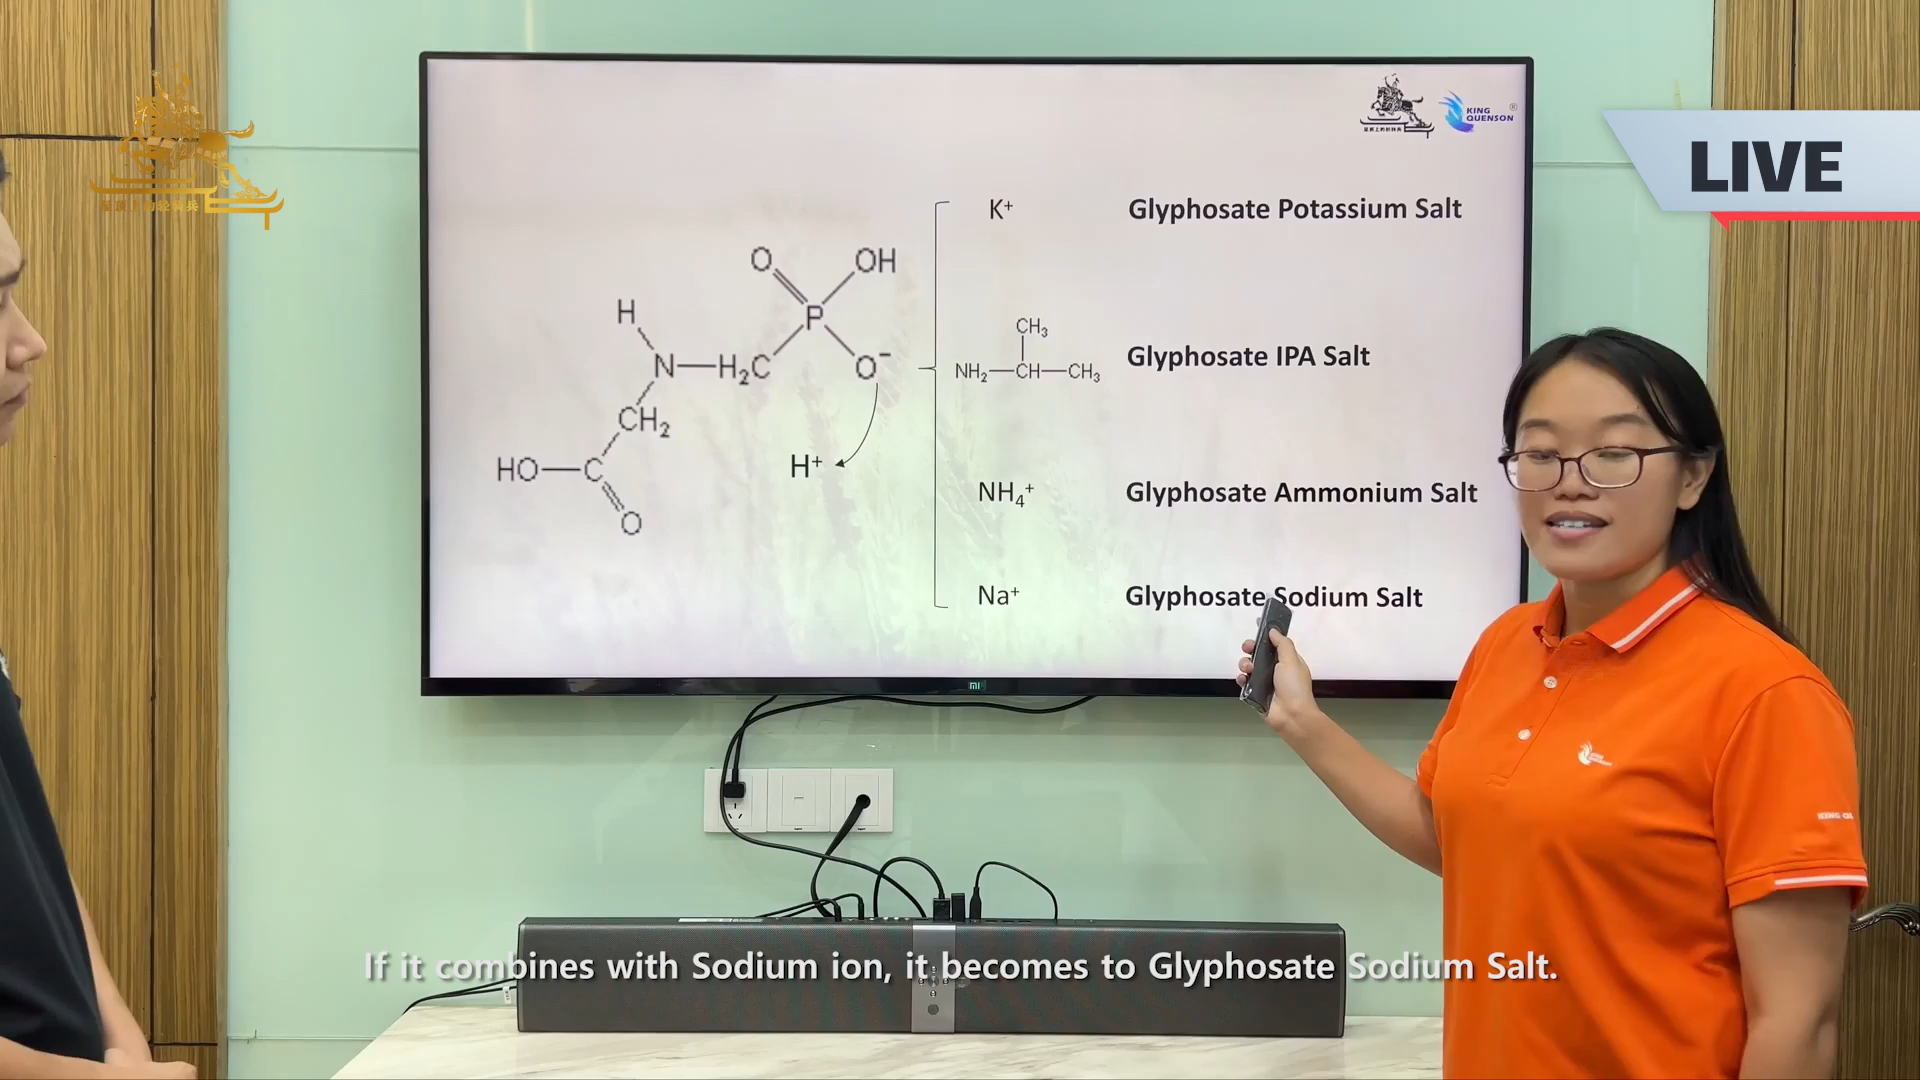 KING
QUENSON
®
LIVE
K⁺ Glyphosate Potassium Salt
O OH
H P
N—H₂C O⁻
CH₃
NH₂—CH—CH₃ Glyphosate IPA Salt
CH₂
HO—C H⁺
O
NH₄⁺ Glyphosate Ammonium Salt
Na⁺ Glyphosate Sodium Salt
mi
KING
QUENSON
If it combines with Sodium ion, it becomes to Glyphosate Sodium Salt.